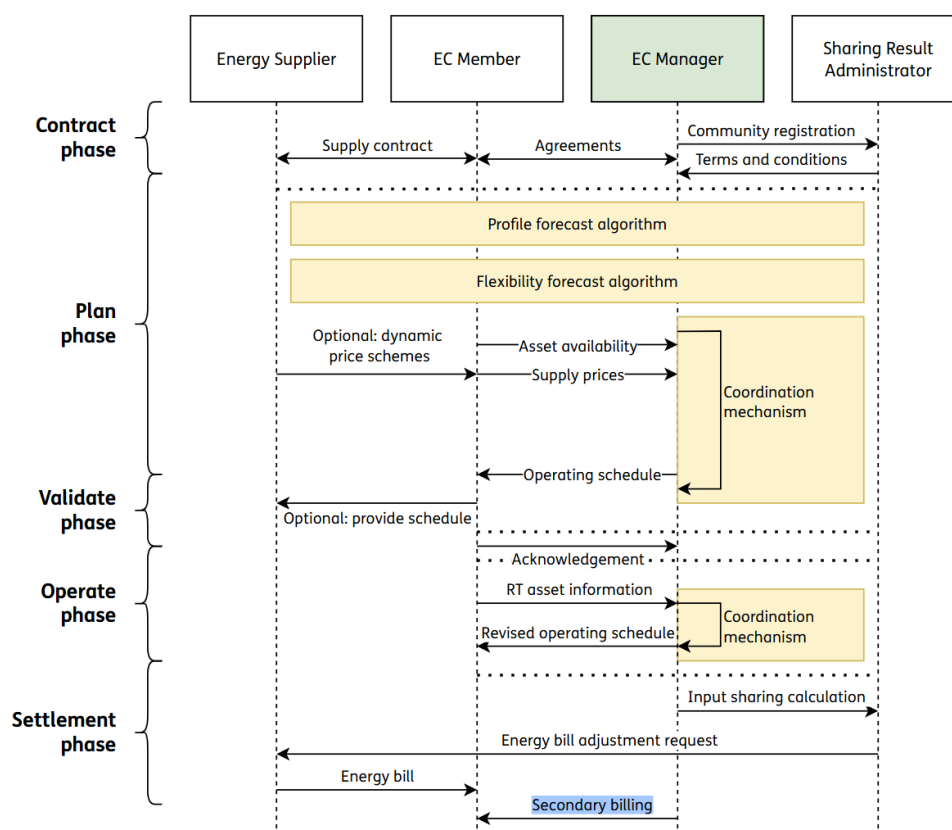 Energy Supplier
EC Member
EC Manager
Sharing Result
Administrator
Contract
phase
Community registration
Supply contract
Agreements
Terms and conditions
Profile forecast algorithm
Flexibility forecast algorithm
Plan
phase
Optional: dynamic
price schemes
Asset availability
Supply prices
Coordination
mechanism
Operating schedule
Validate
phase
Optional: provide schedule
Acknowledgement
Operate
phase
RT asset information
Coordination
mechanism
Revised operating schedule
Input sharing calculation
Settlement
phase
Energy bill adjustment request
Energy bill
Secondary billing